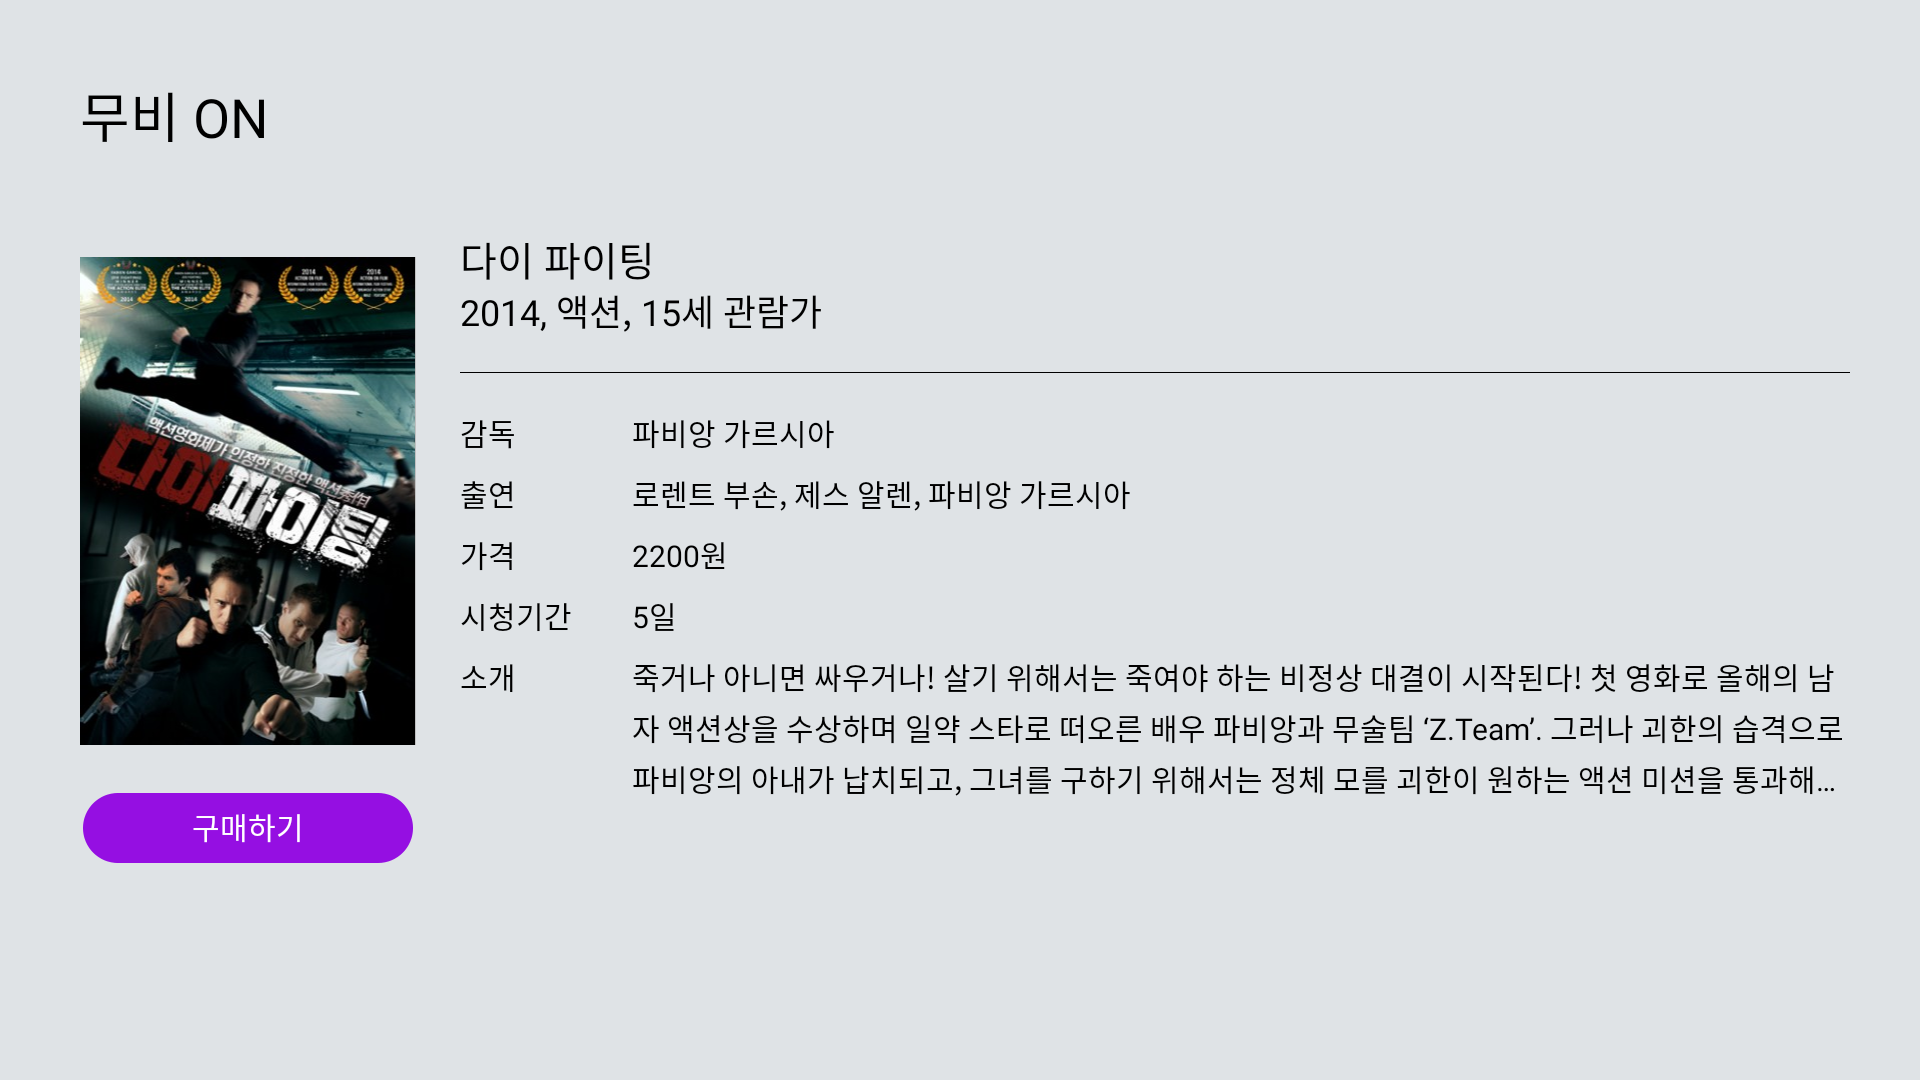 무비 ON
다이 파이팅
2014, 액션, 15세 관람가
2014
2014
2014
2014
액션영화제가 인정한 진정한 액션
다이파이팅
감독 파비앙 가르시아
출연 로렌트 부손, 제스 알렌, 파비앙 가르시아
가격 2200원
시청기간 5일
소개 죽거나 아니면 싸우거나! 살기 위해서는 죽여야 하는 비정상 대결이 시작된다! 첫 영화로 올해의 남
자 액션상을 수상하며 일약 스타로 떠오른 배우 파비앙과 무술팀 ‘Z.Team’. 그러나 괴한의 습격으로
파비앙의 아내가 납치되고, 그녀를 구하기 위해서는 정체 모를 괴한이 원하는 액션 미션을 통과해...
구매하기